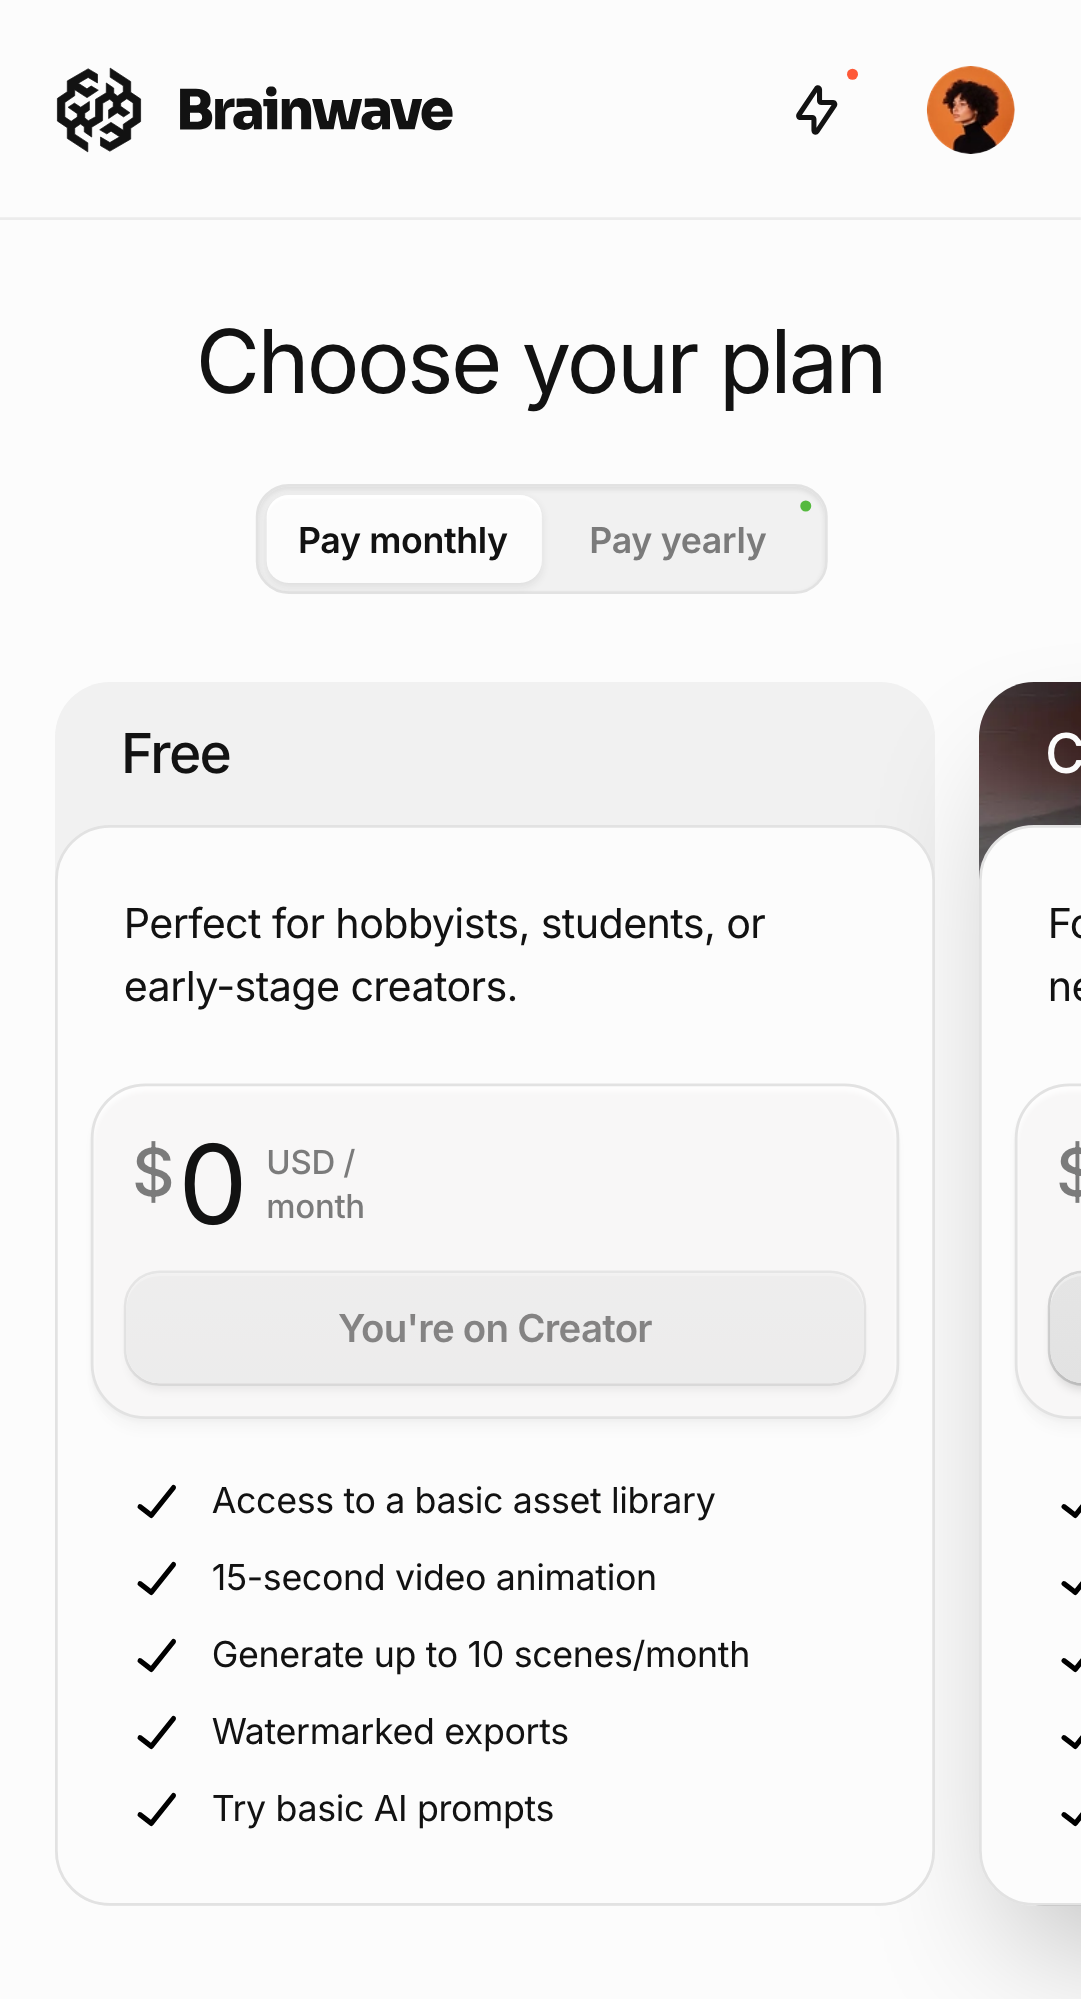 Brainwave
Choose your plan
Pay monthly
Pay yearly
Free
Perfect for hobbyists, students, or
early-stage creators.
$0 USD /
month
You're on Creator
Access to a basic asset library
15-second video animation
Generate up to 10 scenes/month
Watermarked exports
Try basic AI prompts
$